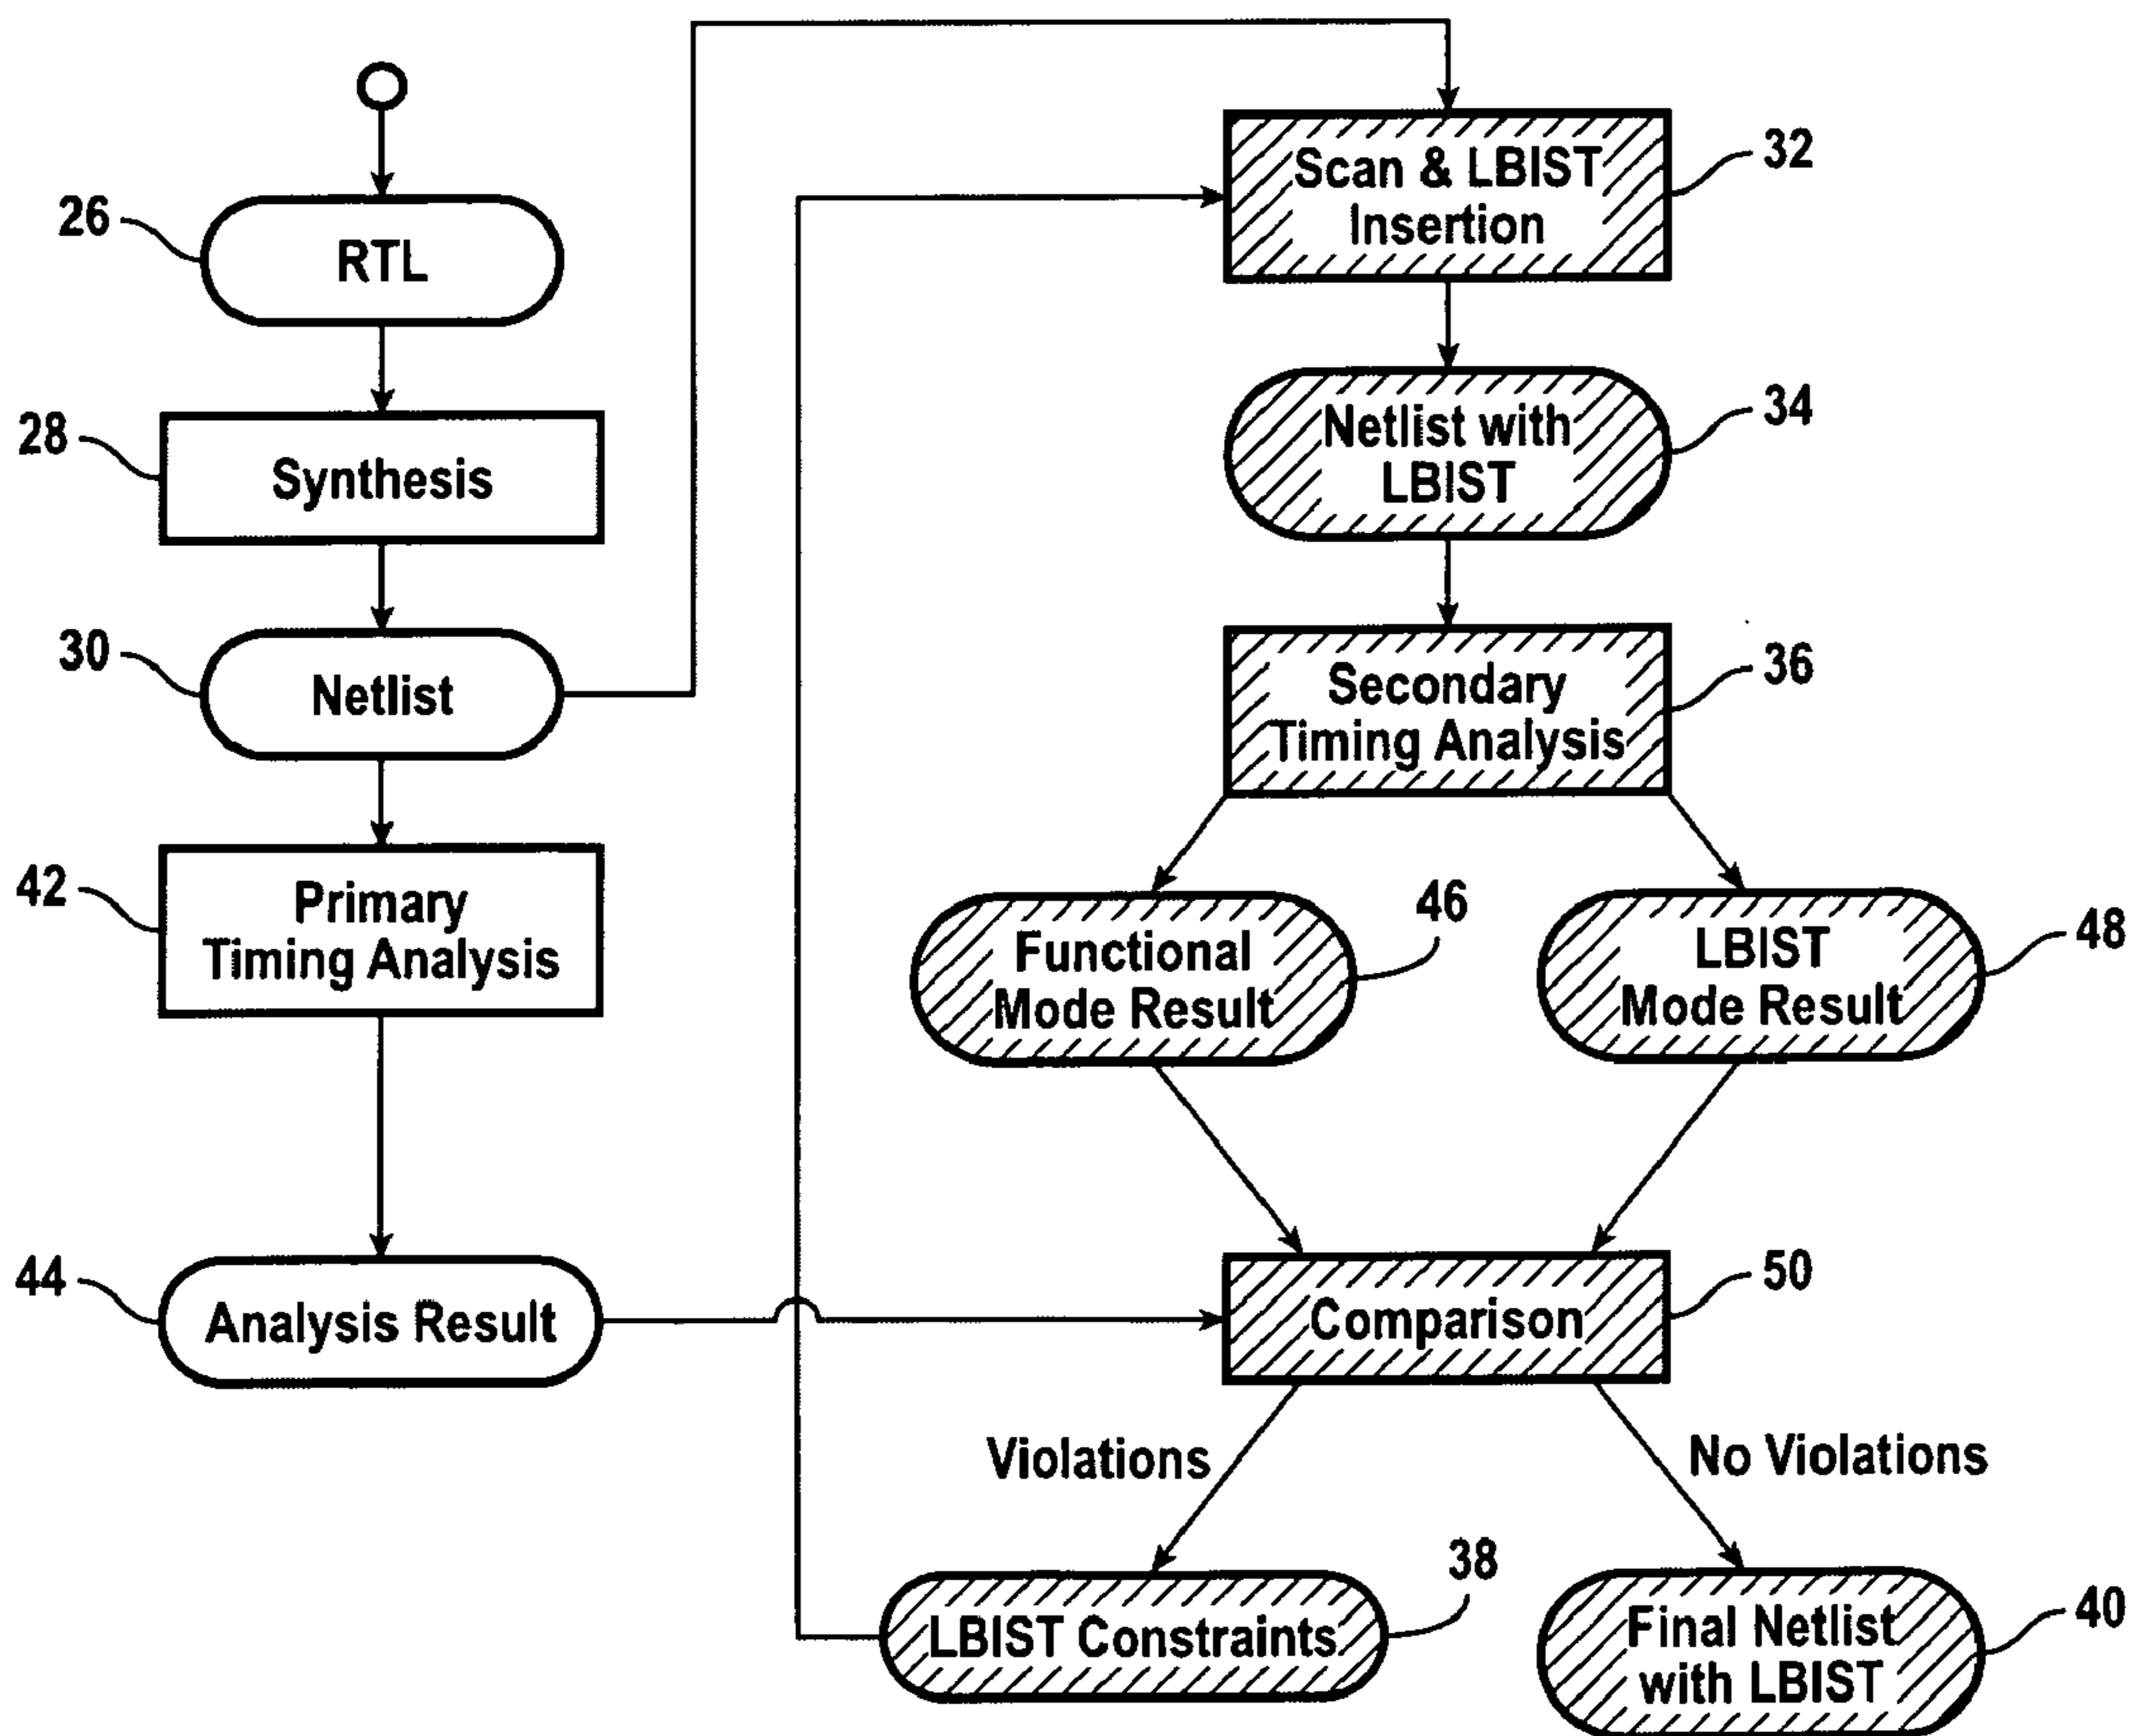 26
RTL
28
Synthesis
30
Netlist
42
Primary
Timing Analysis
44
Analysis Result
Scan & LBIST
Insertion
32
Netlist with
LBIST
34
Secondary
Timing Analysis
36
Functional
Mode Result
46
LBIST
Mode Result
48
Comparison
50
Violations
No Violations
LBIST Constraints
38
Final Netlist
with LBIST
40